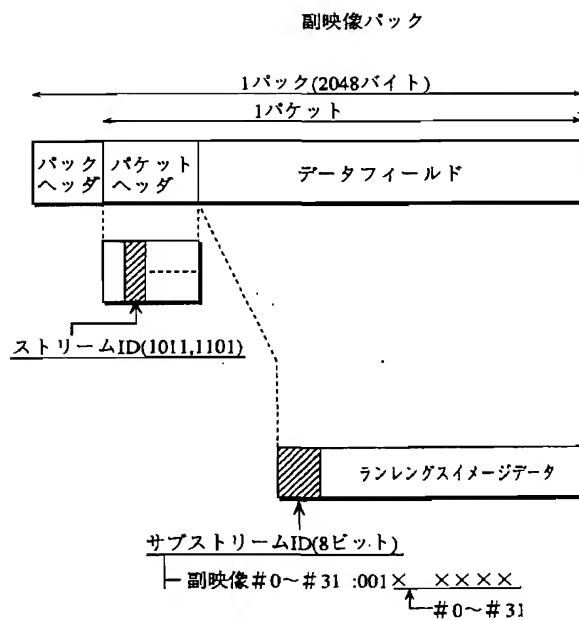 副映像パック
1パック(2048バイト)
1パケット
パック
ヘッダ
パケット
ヘッダ
データフィールド
ストリームID(1011,1101)
ランレングスイメージデータ
サブストリームID(8ビット)
副映像#0~#31 :001× ××××
#0~#31